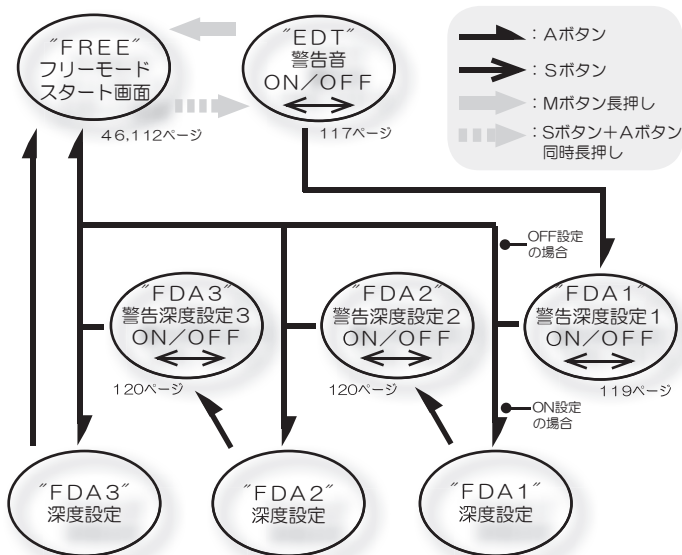 "FREE"
フリーモード
スタート画面
46,112ページ
"EDT"
警告音
ON／OFF
117ページ
：Aボタン
：Sボタン
：Mボタン長押し
：Sボタン＋Aボタン
同時長押し
OFF設定
の場合
"FDA3"
警告深度設定3
ON／OFF
120ページ
"FDA2"
警告深度設定2
ON／OFF
120ページ
"FDA1"
警告深度設定1
ON／OFF
119ページ
ON設定
の場合
"FDA3"
深度設定
"FDA2"
深度設定
"FDA1"
深度設定